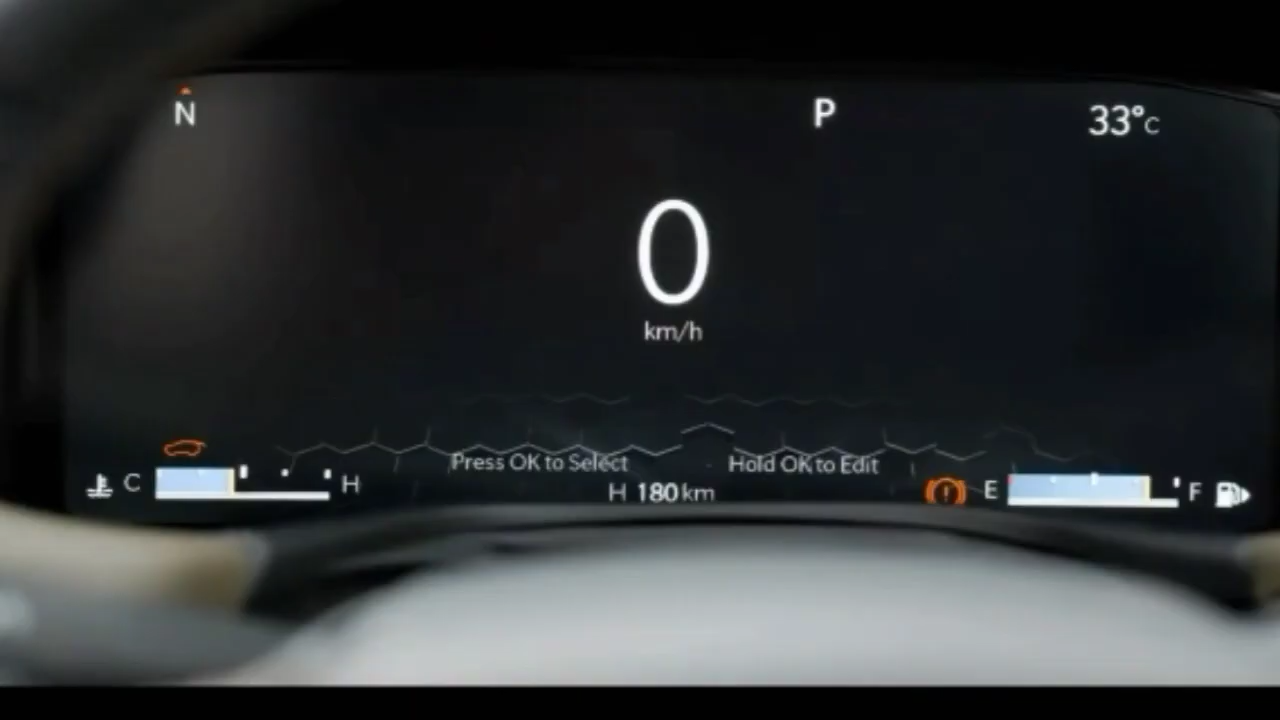 N
P
33°C
0
km/h
Press OK to Select
Hold OK to Edit
C
H
H 180 km
E
F